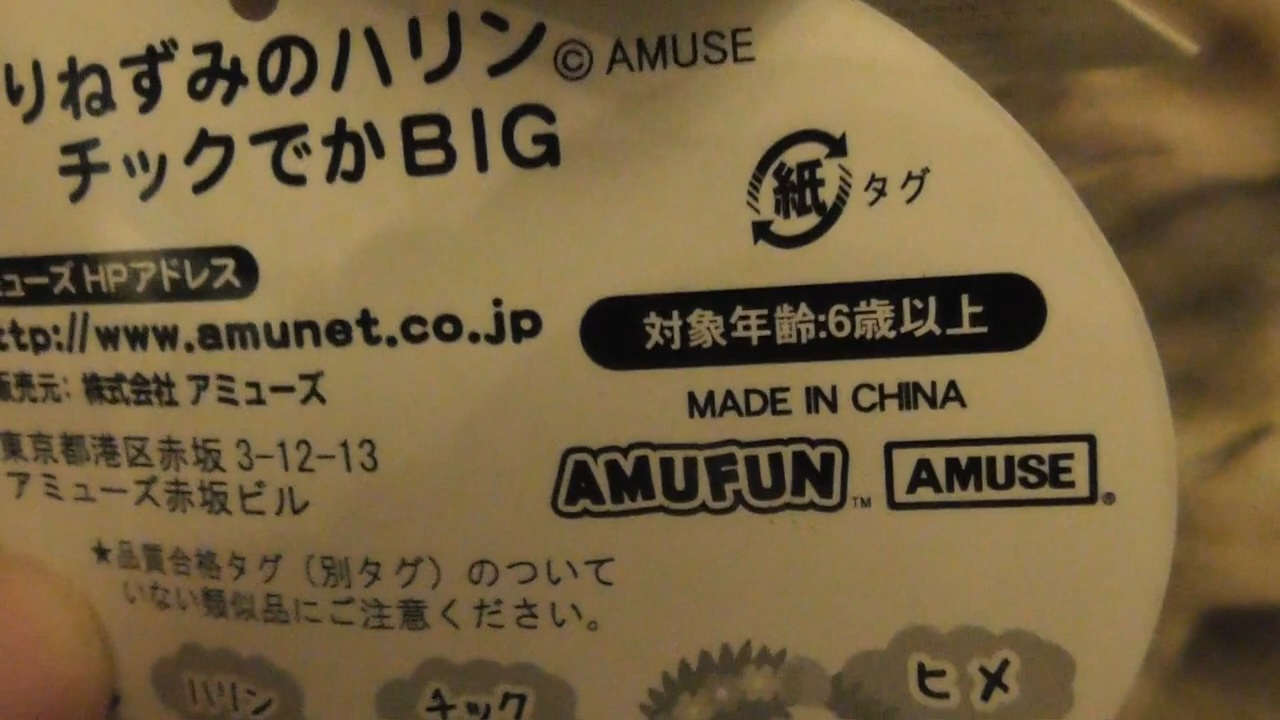 りねずみのハリン © AMUSE
チックでかBIG
紙 タグ
ューズ HPアドレス
ttp://www.amunet.co.jp
販売元: 株式会社 アミューズ
東京都港区赤坂 3-12-13
アミューズ赤坂ビル
対象年齢:6歳以上
MADE IN CHINA
AMUFUN™ AMUSE®
★品質合格タグ（別タグ）のついて
いない類似品にご注意ください。
ハリン チック ヒメ